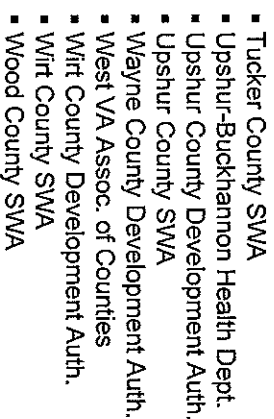 ▪ Tucker County SWA
▪ Upshur-Buckhannon Health Dept.
▪ Upshur County Development Auth.
▪ Upshur County SWA
▪ Wayne County Development Auth.
▪ West VA Assoc. of Counties
▪ Wirt County Development Auth.
▪ Wirt County SWA
▪ Wood County SWA